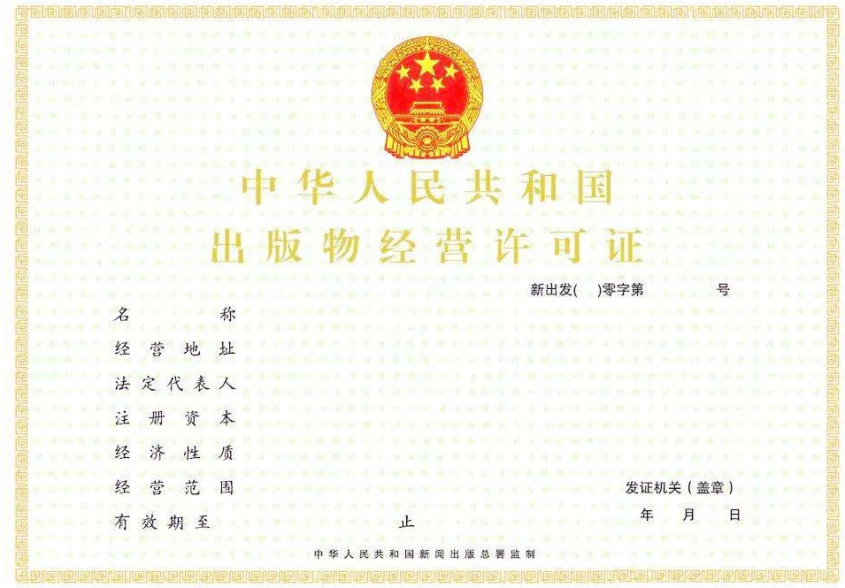 中华人民共和国
出版物经营许可证
新出发( )零字第 号
名 称
经营地址
法定代表人
注册资本
经济性质
经营范围
发证机关(盖章)
有效期至 止
年 月 日
中华人民共和国新闻出版总署监制